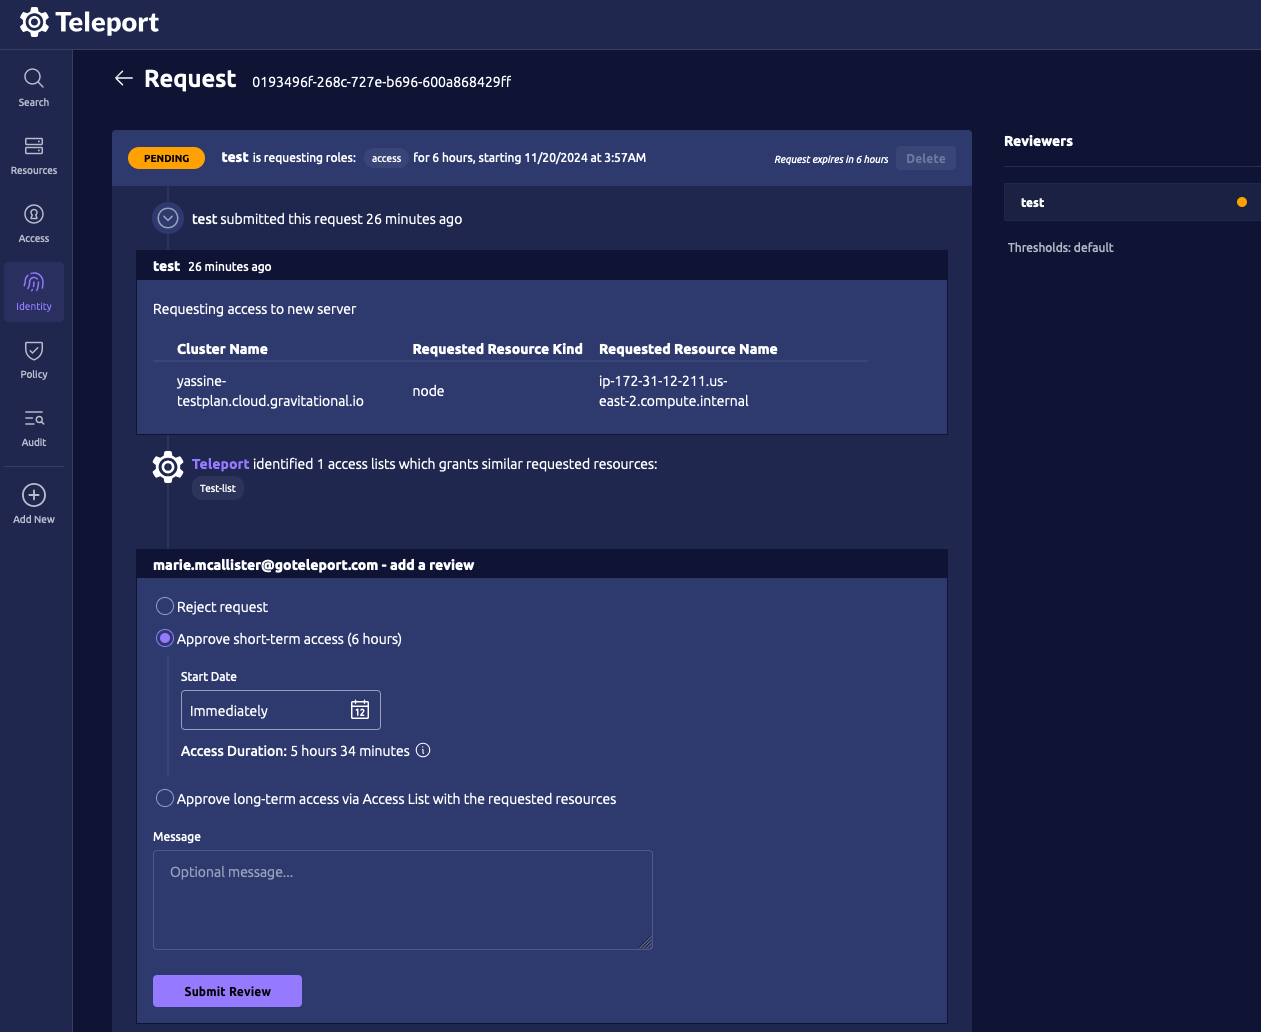 Teleport
Search
Resources
Access
Identity
Policy
Audit
Add New
Request 0193496f-268c-727e-b696-600a868429ff
PENDING test is requesting roles: access for 6 hours, starting 11/20/2024 at 3:57AM Request expires in 6 hours Delete
test submitted this request 26 minutes ago
test 26 minutes ago
Requesting access to new server
Cluster Name Requested Resource Kind Requested Resource Name
yassine-
testplan.cloud.gravitational.io
node
ip-172-31-12-211.us-
east-2.compute.internal
Teleport identified 1 access lists which grants similar requested resources:
Test-list
marie.mcallister@goteleport.com - add a review
Reject request
Approve short-term access (6 hours)
Start Date
Immediately 12
Access Duration: 5 hours 34 minutes
Approve long-term access via Access List with the requested resources
Message
Optional message...
Submit Review
Reviewers
test
Thresholds: default